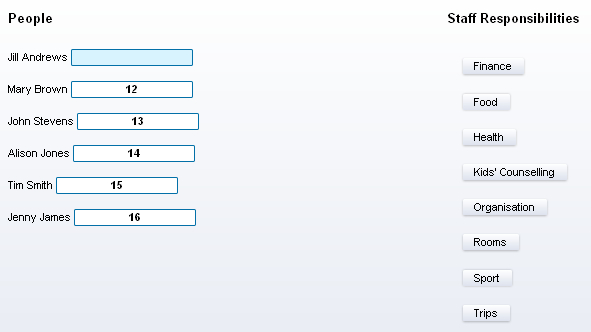 People
Jill Andrews
Mary Brown 12
John Stevens 13
Alison Jones 14
Tim Smith 15
Jenny James 16
Staff Responsibilities
Finance
Food
Health
Kids' Counselling
Organisation
Rooms
Sport
Trips